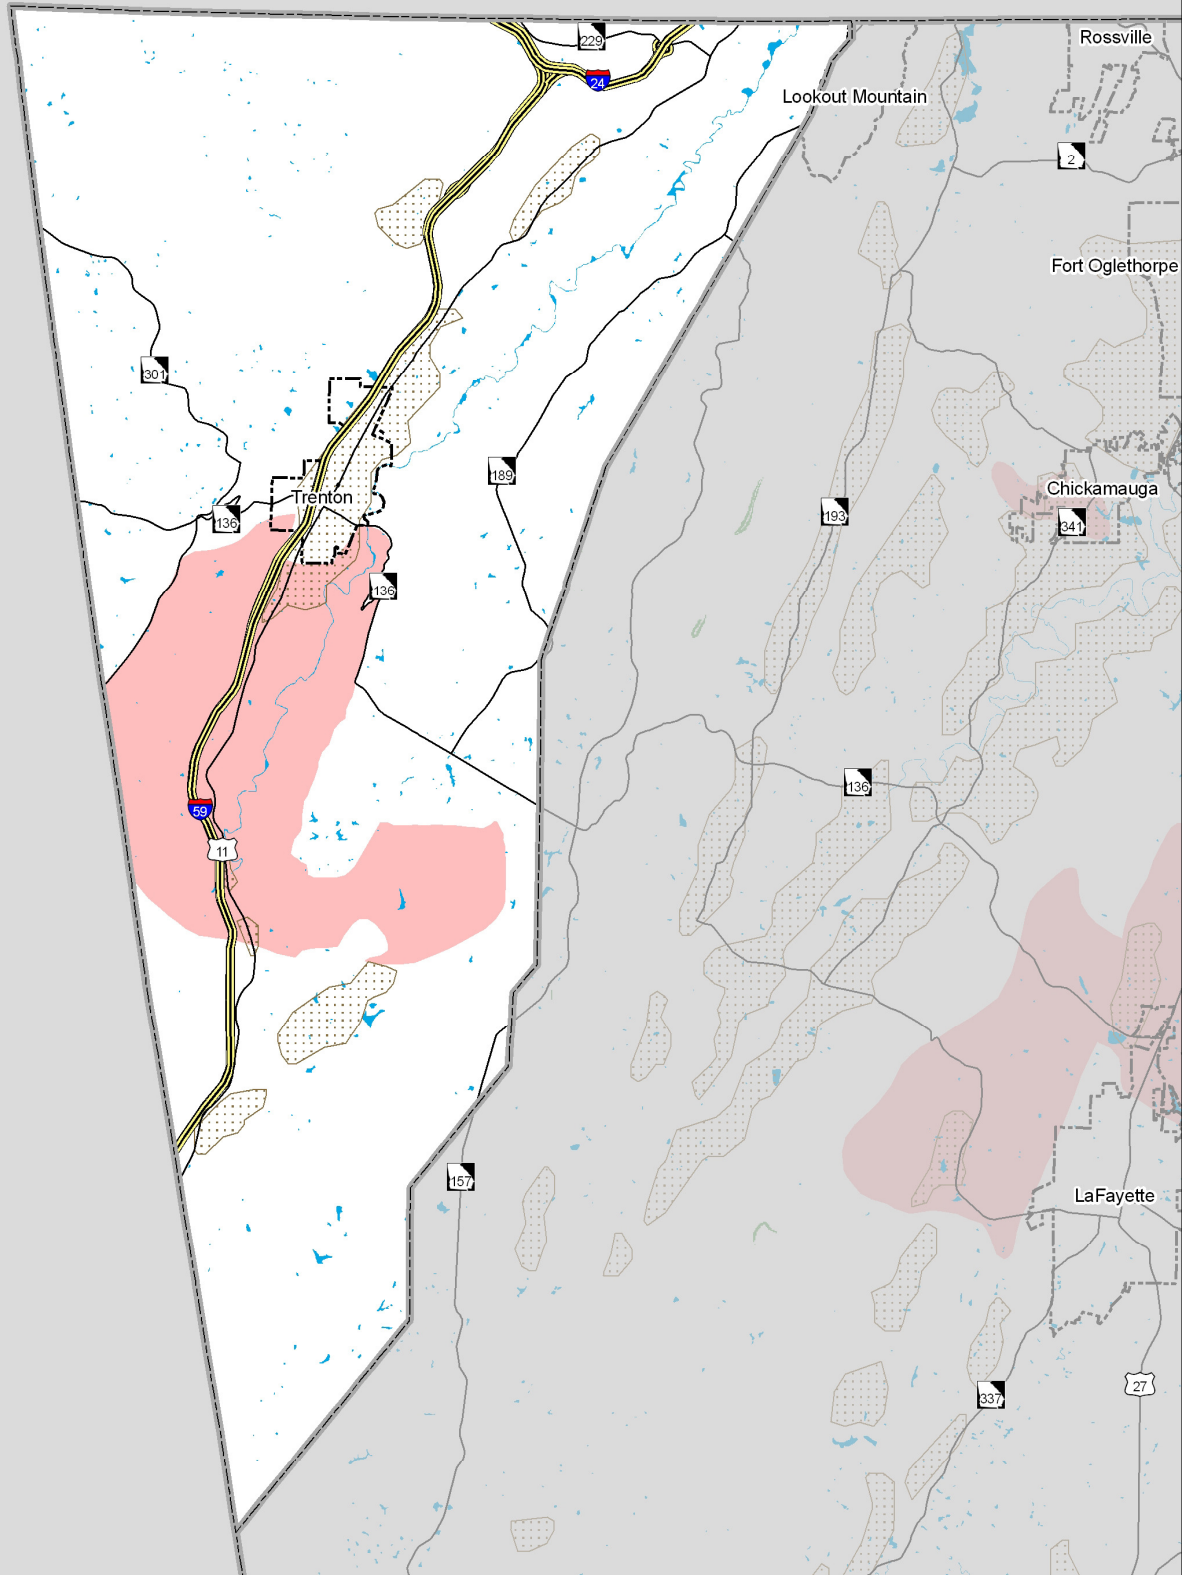 Rossville
229
24
Lookout Mountain
2
Fort Oglethorpe
301
189
Trenton
Chickamauga
136
193
341
136
136
59
11
157
LaFayette
337
27